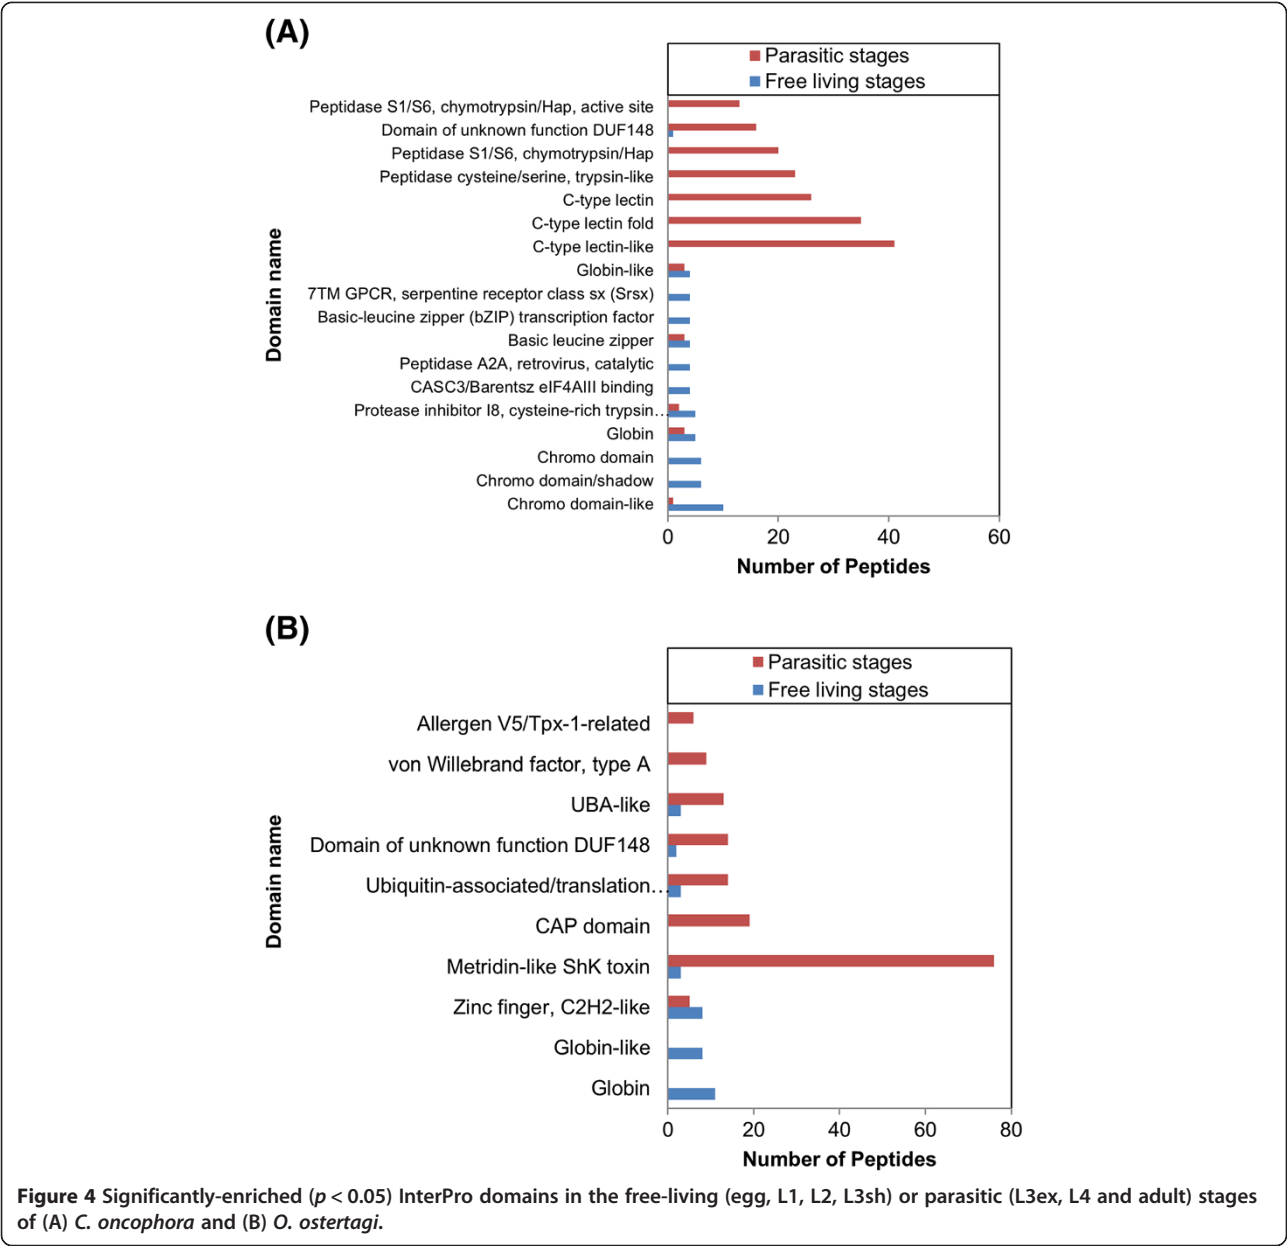 (A)
Parasitic stages
Free living stages
Peptidase S1/S6, chymotrypsin/Hap, active site
Domain of unknown function DUF148
Peptidase S1/S6, chymotrypsin/Hap
Peptidase cysteine/serine, trypsin-like
C-type lectin
C-type lectin fold
C-type lectin-like
Globin-like
7TM GPCR, serpentine receptor class sx (Srsx)
Basic-leucine zipper (bZIP) transcription factor
Basic leucine zipper
Peptidase A2A, retrovirus, catalytic
CASC3/Barentsz eIF4AIII binding
Protease inhibitor I8, cysteine-rich trypsin…
Globin
Chromo domain
Chromo domain/shadow
Chromo domain-like
Domain name
0 20 40 60
Number of Peptides
(B)
Parasitic stages
Free living stages
Allergen V5/Tpx-1-related
von Willebrand factor, type A
UBA-like
Domain of unknown function DUF148
Ubiquitin-associated/translation…
CAP domain
Metridin-like ShK toxin
Zinc finger, C2H2-like
Globin-like
Globin
Domain name
0 20 40 60 80
Number of Peptides
Figure 4 Significantly-enriched (p < 0.05) InterPro domains in the free-living (egg, L1, L2, L3sh) or parasitic (L3ex, L4 and adult) stages
of (A) C. oncophora and (B) O. ostertagi.